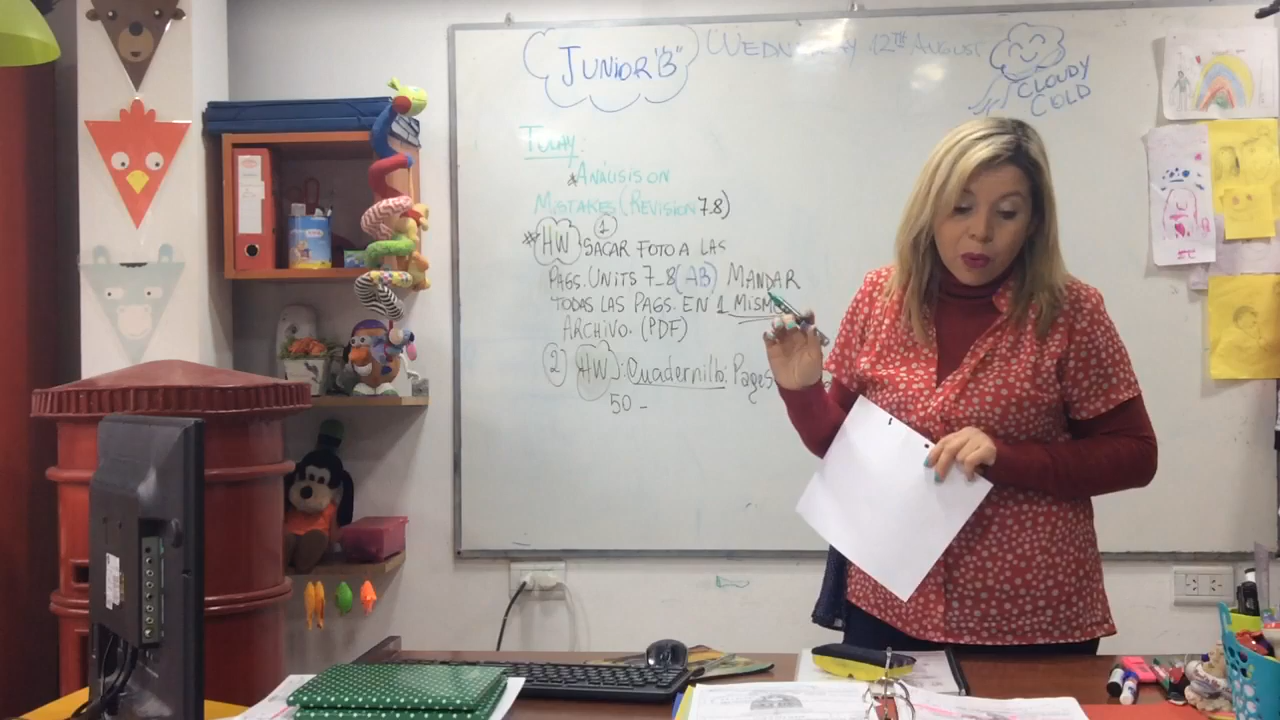 JUNIOR "B" WEDNESDAY 12TH AUGUST
CLOUDY
COLD
TODAY:
* ANÁLISIS ON
MISTAKES (REVISION 7.8)
* HW ① SACAR FOTO A LAS
PAGS. UNITS 7_8 (AB) MANDAR
TODAS LAS PAGS. EN 1 MISMO
ARCHIVO. (PDF)
② HW: Cuadernillo: Pages
50 -